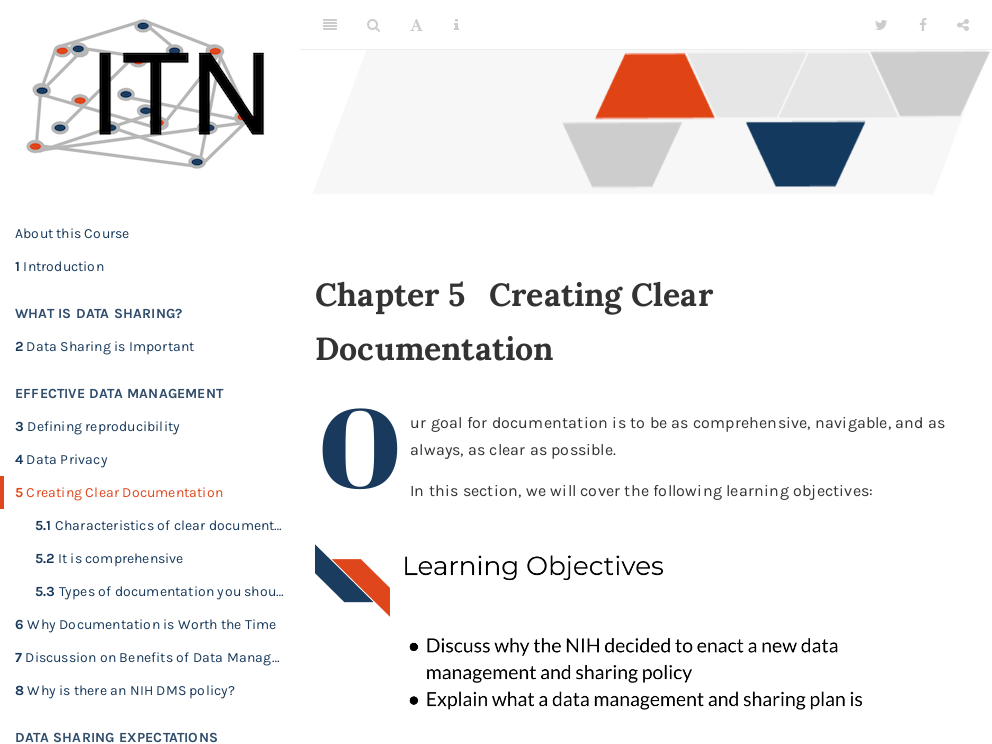 ITN
About this Course
1 Introduction
WHAT IS DATA SHARING?
2 Data Sharing is Important
EFFECTIVE DATA MANAGEMENT
3 Defining reproducibility
4 Data Privacy
5 Creating Clear Documentation
5.1 Characteristics of clear document...
5.2 It is comprehensive
5.3 Types of documentation you shou...
6 Why Documentation is Worth the Time
7 Discussion on Benefits of Data Manag...
8 Why is there an NIH DMS policy?
DATA SHARING EXPECTATIONS
A i
Chapter 5 Creating Clear
Documentation
Our goal for documentation is to be as comprehensive, navigable, and as
always, as clear as possible.
In this section, we will cover the following learning objectives:
Learning Objectives
● Discuss why the NIH decided to enact a new data
management and sharing policy
● Explain what a data management and sharing plan is